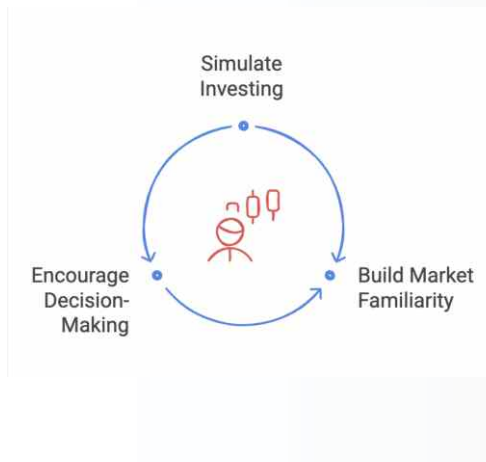 Simulate
Investing
Encourage
Decision-
Making
Build Market
Familiarity